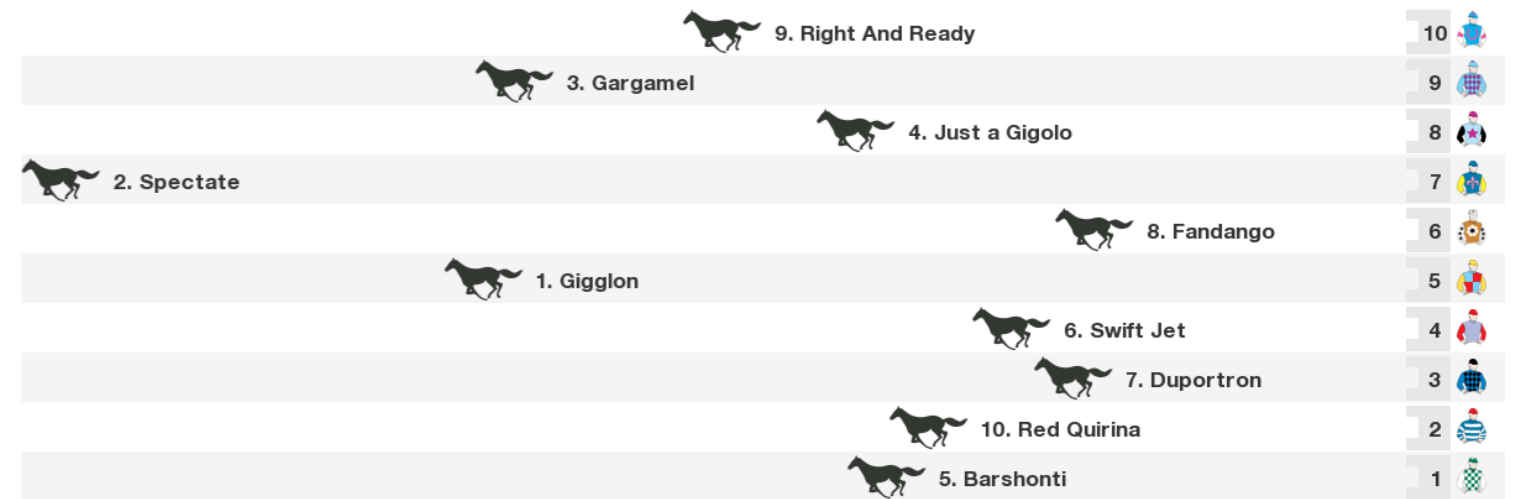 9. Right And Ready 10
3. Gargamel 9
4. Just a Gigolo 8
2. Spectate 7
8. Fandango 6
1. Gigglon 5
6. Swift Jet 4
7. Duportron 3
10. Red Quirina 2
5. Barshonti 1